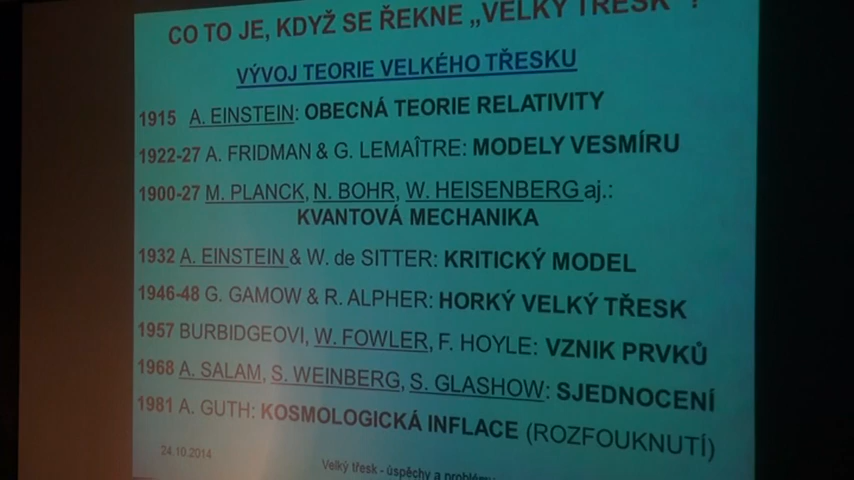 CO TO JE, KDYŽ SE ŘEKNE „VELKÝ TŘESK“ ?
VÝVOJ TEORIE VELKÉHO TŘESKU
1915 A. EINSTEIN: OBECNÁ TEORIE RELATIVITY
1922-27 A. FRIDMAN & G. LEMAÎTRE: MODELY VESMÍRU
1900-27 M. PLANCK, N. BOHR, W. HEISENBERG aj.:
KVANTOVÁ MECHANIKA
1932 A. EINSTEIN & W. de SITTER: KRITICKÝ MODEL
1946-48 G. GAMOW & R. ALPHER: HORKÝ VELKÝ TŘESK
1957 BURBIDGEOVI, W. FOWLER, F. HOYLE: VZNIK PRVKŮ
1968 A. SALAM, S. WEINBERG, S. GLASHOW: SJEDNOCENÍ
1981 A. GUTH: KOSMOLOGICKÁ INFLACE (ROZFOUKNUTÍ)
24.10.2014
Velký třesk - úspěchy a problémy